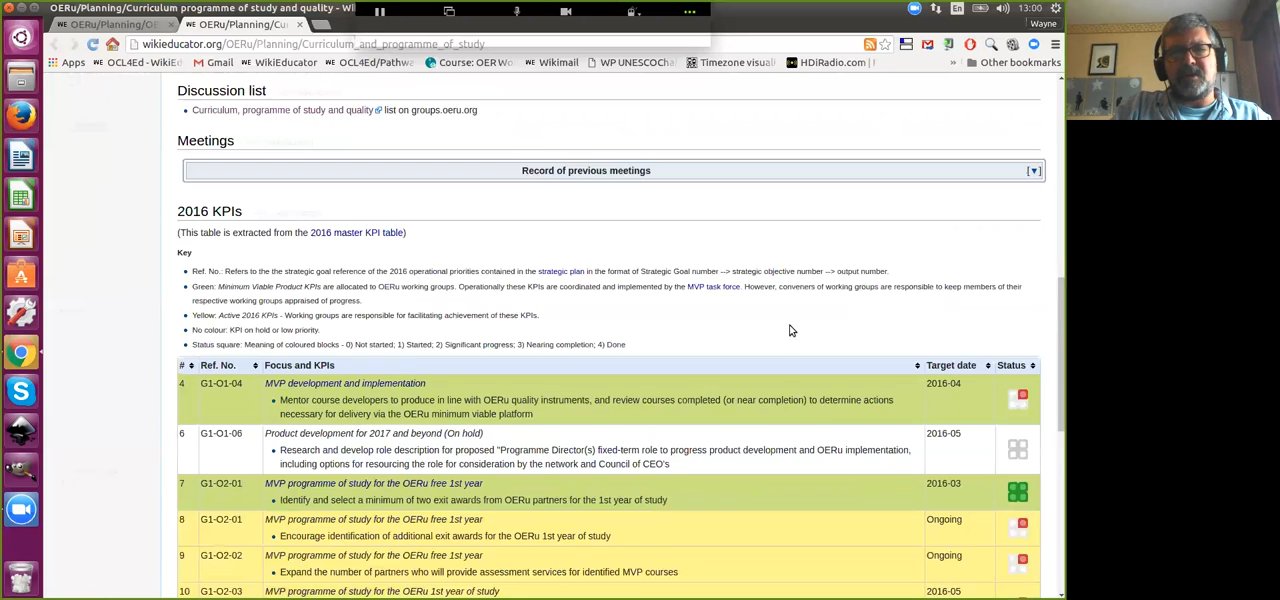 OERu/Planning/Curriculum programme of study and quality - Wi
13:00
En
WE OERu/Planning/OE
WE OERu/Planning/Cu
Wayne
wikieducator.org/OERu/Planning/Curriculum_and_programme_of_study
Apps
WE OCL4Ed - WikiEd
Gmail
WE WikiEducator
WE OCL4Ed/Pathwa
Course: OER Wo
WE Wikimail
WP UNESCOCha
Timezone visuali
HDiRadio.com |
» Other bookmarks
Discussion list
Curriculum, programme of study and quality list on groups.oeru.org
Meetings
Record of previous meetings [▼]
2016 KPIs
(This table is extracted from the 2016 master KPI table)
Key
Ref. No.: Refers to the the strategic goal reference of the 2016 operational priorities contained in the strategic plan in the format of Strategic Goal number --> strategic objective number --> output number.
Green: Minimum Viable Product KPIs are allocated to OERu working groups. Operationally these KPIs are coordinated and implemented by the MVP task force. However, conveners of working groups are responsible to keep members of their
respective working groups appraised of progress.
Yellow: Active 2016 KPIs - Working groups are responsible for facilitating achievement of these KPIs.
No colour: KPI on hold or low priority.
Status square: Meaning of coloured blocks - 0) Not started; 1) Started; 2) Significant progress; 3) Nearing completion; 4) Done
# Ref. No. Focus and KPIs Target date Status
4 G1-O1-04 MVP development and implementation 2016-04
Mentor course developers to produce in line with OERu quality instruments, and review courses completed (or near completion) to determine actions
necessary for delivery via the OERu minimum viable platform
6 G1-O1-06 Product development for 2017 and beyond (On hold) 2016-05
Research and develop role description for proposed "Programme Director(s) fixed-term role to progress product development and OERu implementation,
including options for resourcing the role for consideration by the network and Council of CEO's
7 G1-O2-01 MVP programme of study for the OERu free 1st year 2016-03
Identify and select a minimum of two exit awards from OERu partners for the 1st year of study
8 G1-O2-01 MVP programme of study for the OERu free 1st year Ongoing
Encourage identification of additional exit awards for the OERu 1st year of study
9 G1-O2-02 MVP programme of study for the OERu free 1st year Ongoing
Expand the number of partners who will provide assessment services for identified MVP courses
10 G1-O2-03 MVP programme of study for the OERu 1st year of study 2016-05